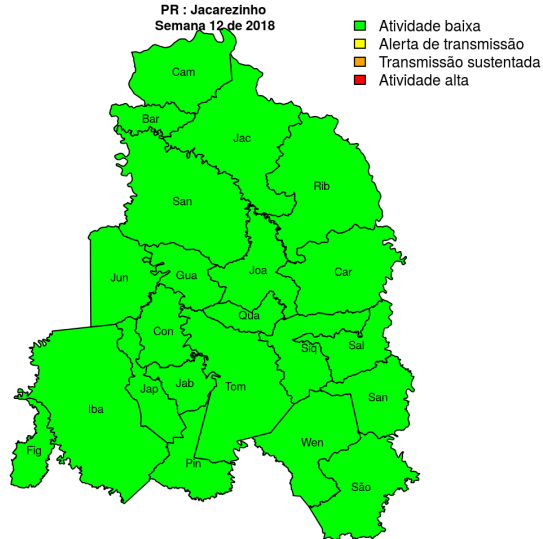 PR : Jacarezinho
Semana 12 de 2018
Atividade baixa
Alerta de transmissão
Transmissão sustentada
Atividade alta
Cam
Bar
Jac
Rib
San
Jun
Gua
Joa
Car
Qua
Con
Siq
Sal
Jap
Jab
Tom
Iba
San
Wen
Fig
Pin
São